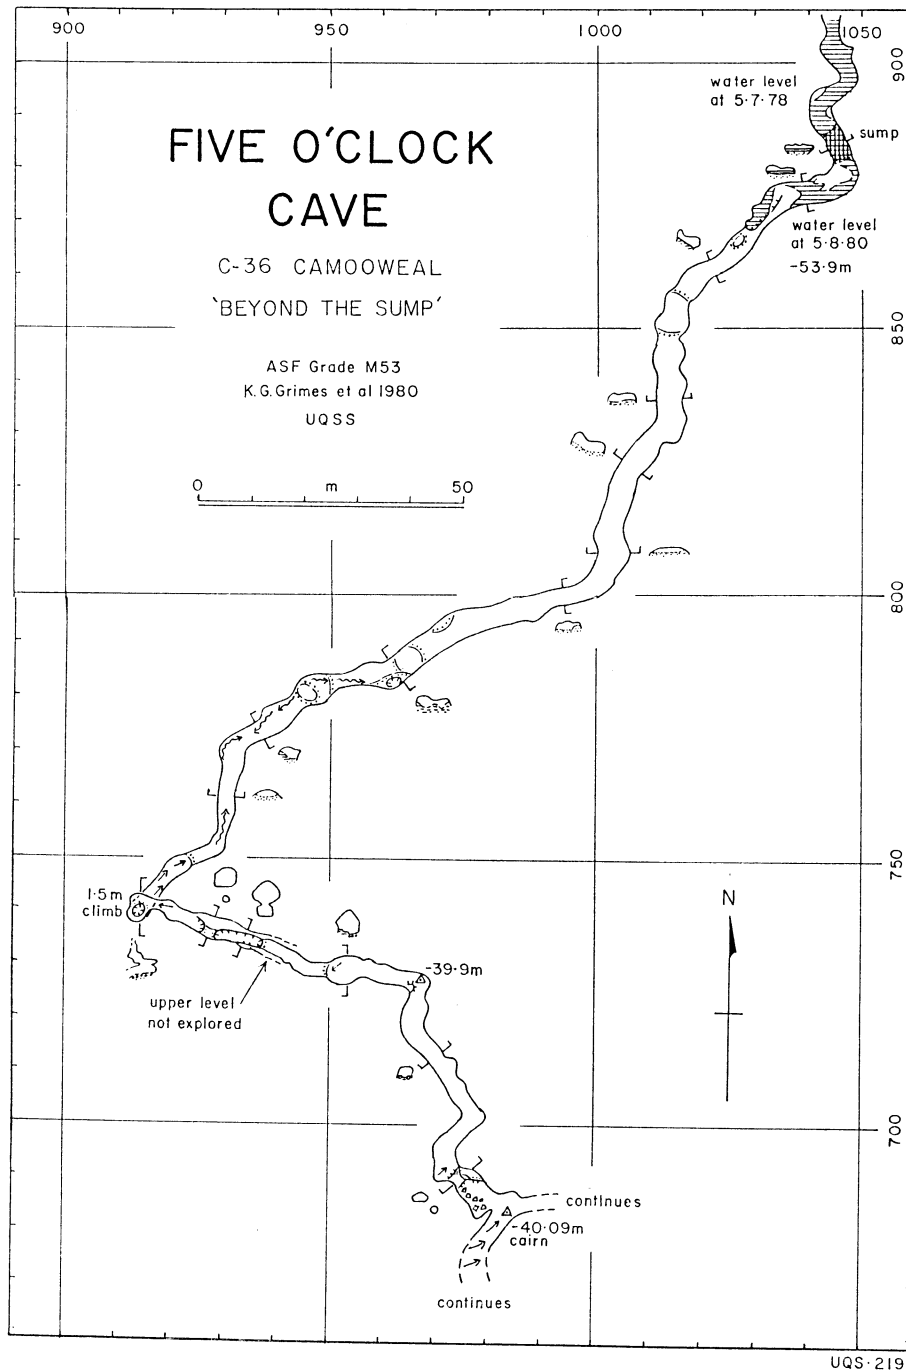 900 950 1000 1050
900
water level
at 5·7·78
sump
FIVE O'CLOCK
CAVE
water level
at 5·8·80
-53·9m
C-36 CAMOOWEAL
'BEYOND THE SUMP'
850
ASF Grade M53
K.G.Grimes et al 1980
UQSS
0 m 50
800
750
1·5m
climb
N
-39·9m
upper level
not explored
700
continues
-40·09m
cairn
continues
UQS·219